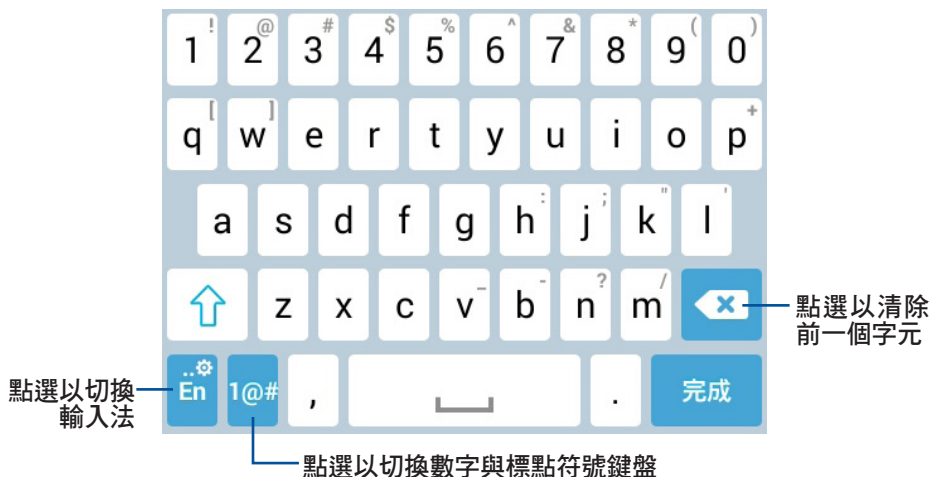 1 ! 2 @ 3 # 4 $ 5 % 6 ^ 7 & 8 * 9 ( 0 )
q [ w ] e r t y u i o p +
a s d f g h : j ; k " l '
z x c v _ b - n ? m /
點選以清除
前一個字元
En 1@# , . 完成
點選以切換
輸入法
點選以切換數字與標點符號鍵盤